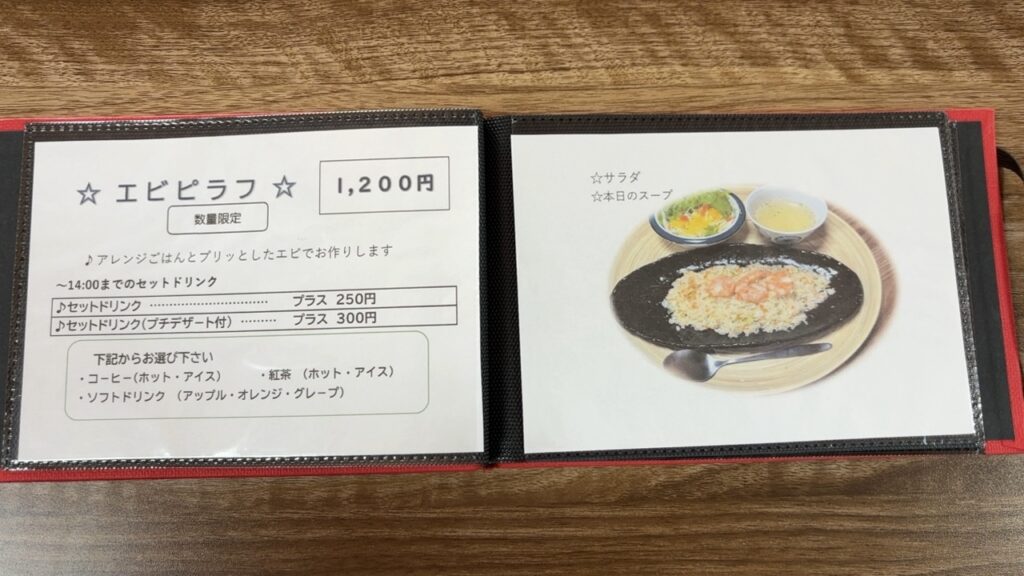 ☆ エビピラフ ☆
1,200円
数量限定
♪アレンジごはんとプリッとしたエビでお作りします
～14:00までのセットドリンク
♪セットドリンク ‥‥‥‥‥‥‥‥‥‥ プラス 250円
♪セットドリンク(プチデザート付) ‥‥‥ プラス 300円
下記からお選び下さい
・コーヒー(ホット・アイス) ・紅茶 (ホット・アイス)
・ソフトドリンク (アップル・オレンジ・グレープ)
☆サラダ
☆本日のスープ